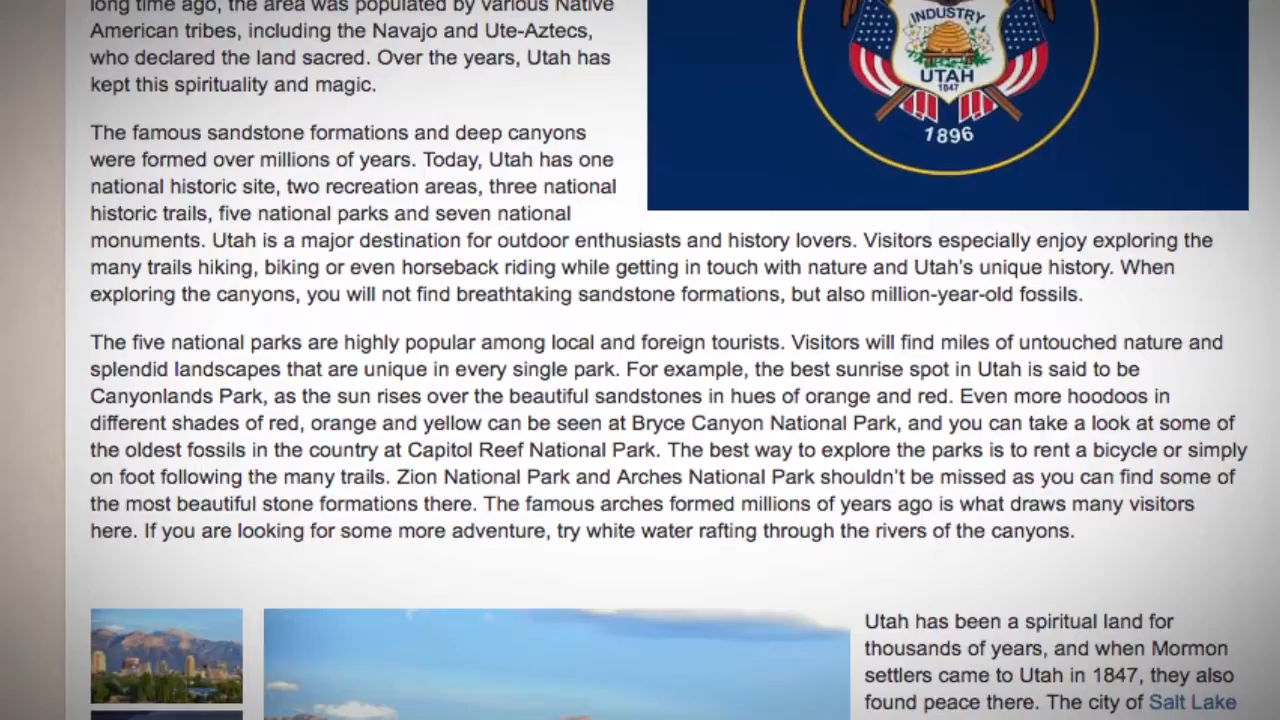 long time ago, the area was populated by various Native
American tribes, including the Navajo and Ute-Aztecs,
who declared the land sacred. Over the years, Utah has
kept this spirituality and magic.
INDUSTRY
UTAH
1847
1896
The famous sandstone formations and deep canyons
were formed over millions of years. Today, Utah has one
national historic site, two recreation areas, three national
historic trails, five national parks and seven national
monuments. Utah is a major destination for outdoor enthusiasts and history lovers. Visitors especially enjoy exploring the
many trails hiking, biking or even horseback riding while getting in touch with nature and Utah's unique history. When
exploring the canyons, you will not find breathtaking sandstone formations, but also million-year-old fossils.
The five national parks are highly popular among local and foreign tourists. Visitors will find miles of untouched nature and
splendid landscapes that are unique in every single park. For example, the best sunrise spot in Utah is said to be
Canyonlands Park, as the sun rises over the beautiful sandstones in hues of orange and red. Even more hoodoos in
different shades of red, orange and yellow can be seen at Bryce Canyon National Park, and you can take a look at some of
the oldest fossils in the country at Capitol Reef National Park. The best way to explore the parks is to rent a bicycle or simply
on foot following the many trails. Zion National Park and Arches National Park shouldn't be missed as you can find some of
the most beautiful stone formations there. The famous arches formed millions of years ago is what draws many visitors
here. If you are looking for some more adventure, try white water rafting through the rivers of the canyons.
Utah has been a spiritual land for
thousands of years, and when Mormon
settlers came to Utah in 1847, they also
found peace there. The city of Salt Lake